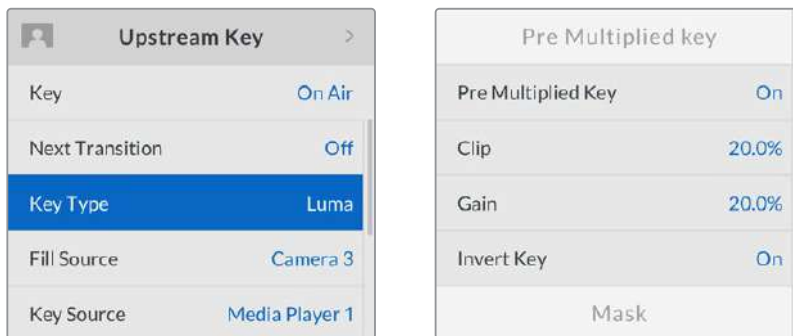 Upstream Key >
Key On Air
Next Transition Off
Key Type Luma
Fill Source Camera 3
Key Source Media Player 1
Pre Multiplied key
Pre Multiplied Key On
Clip 20.0%
Gain 20.0%
Invert Key On
Mask